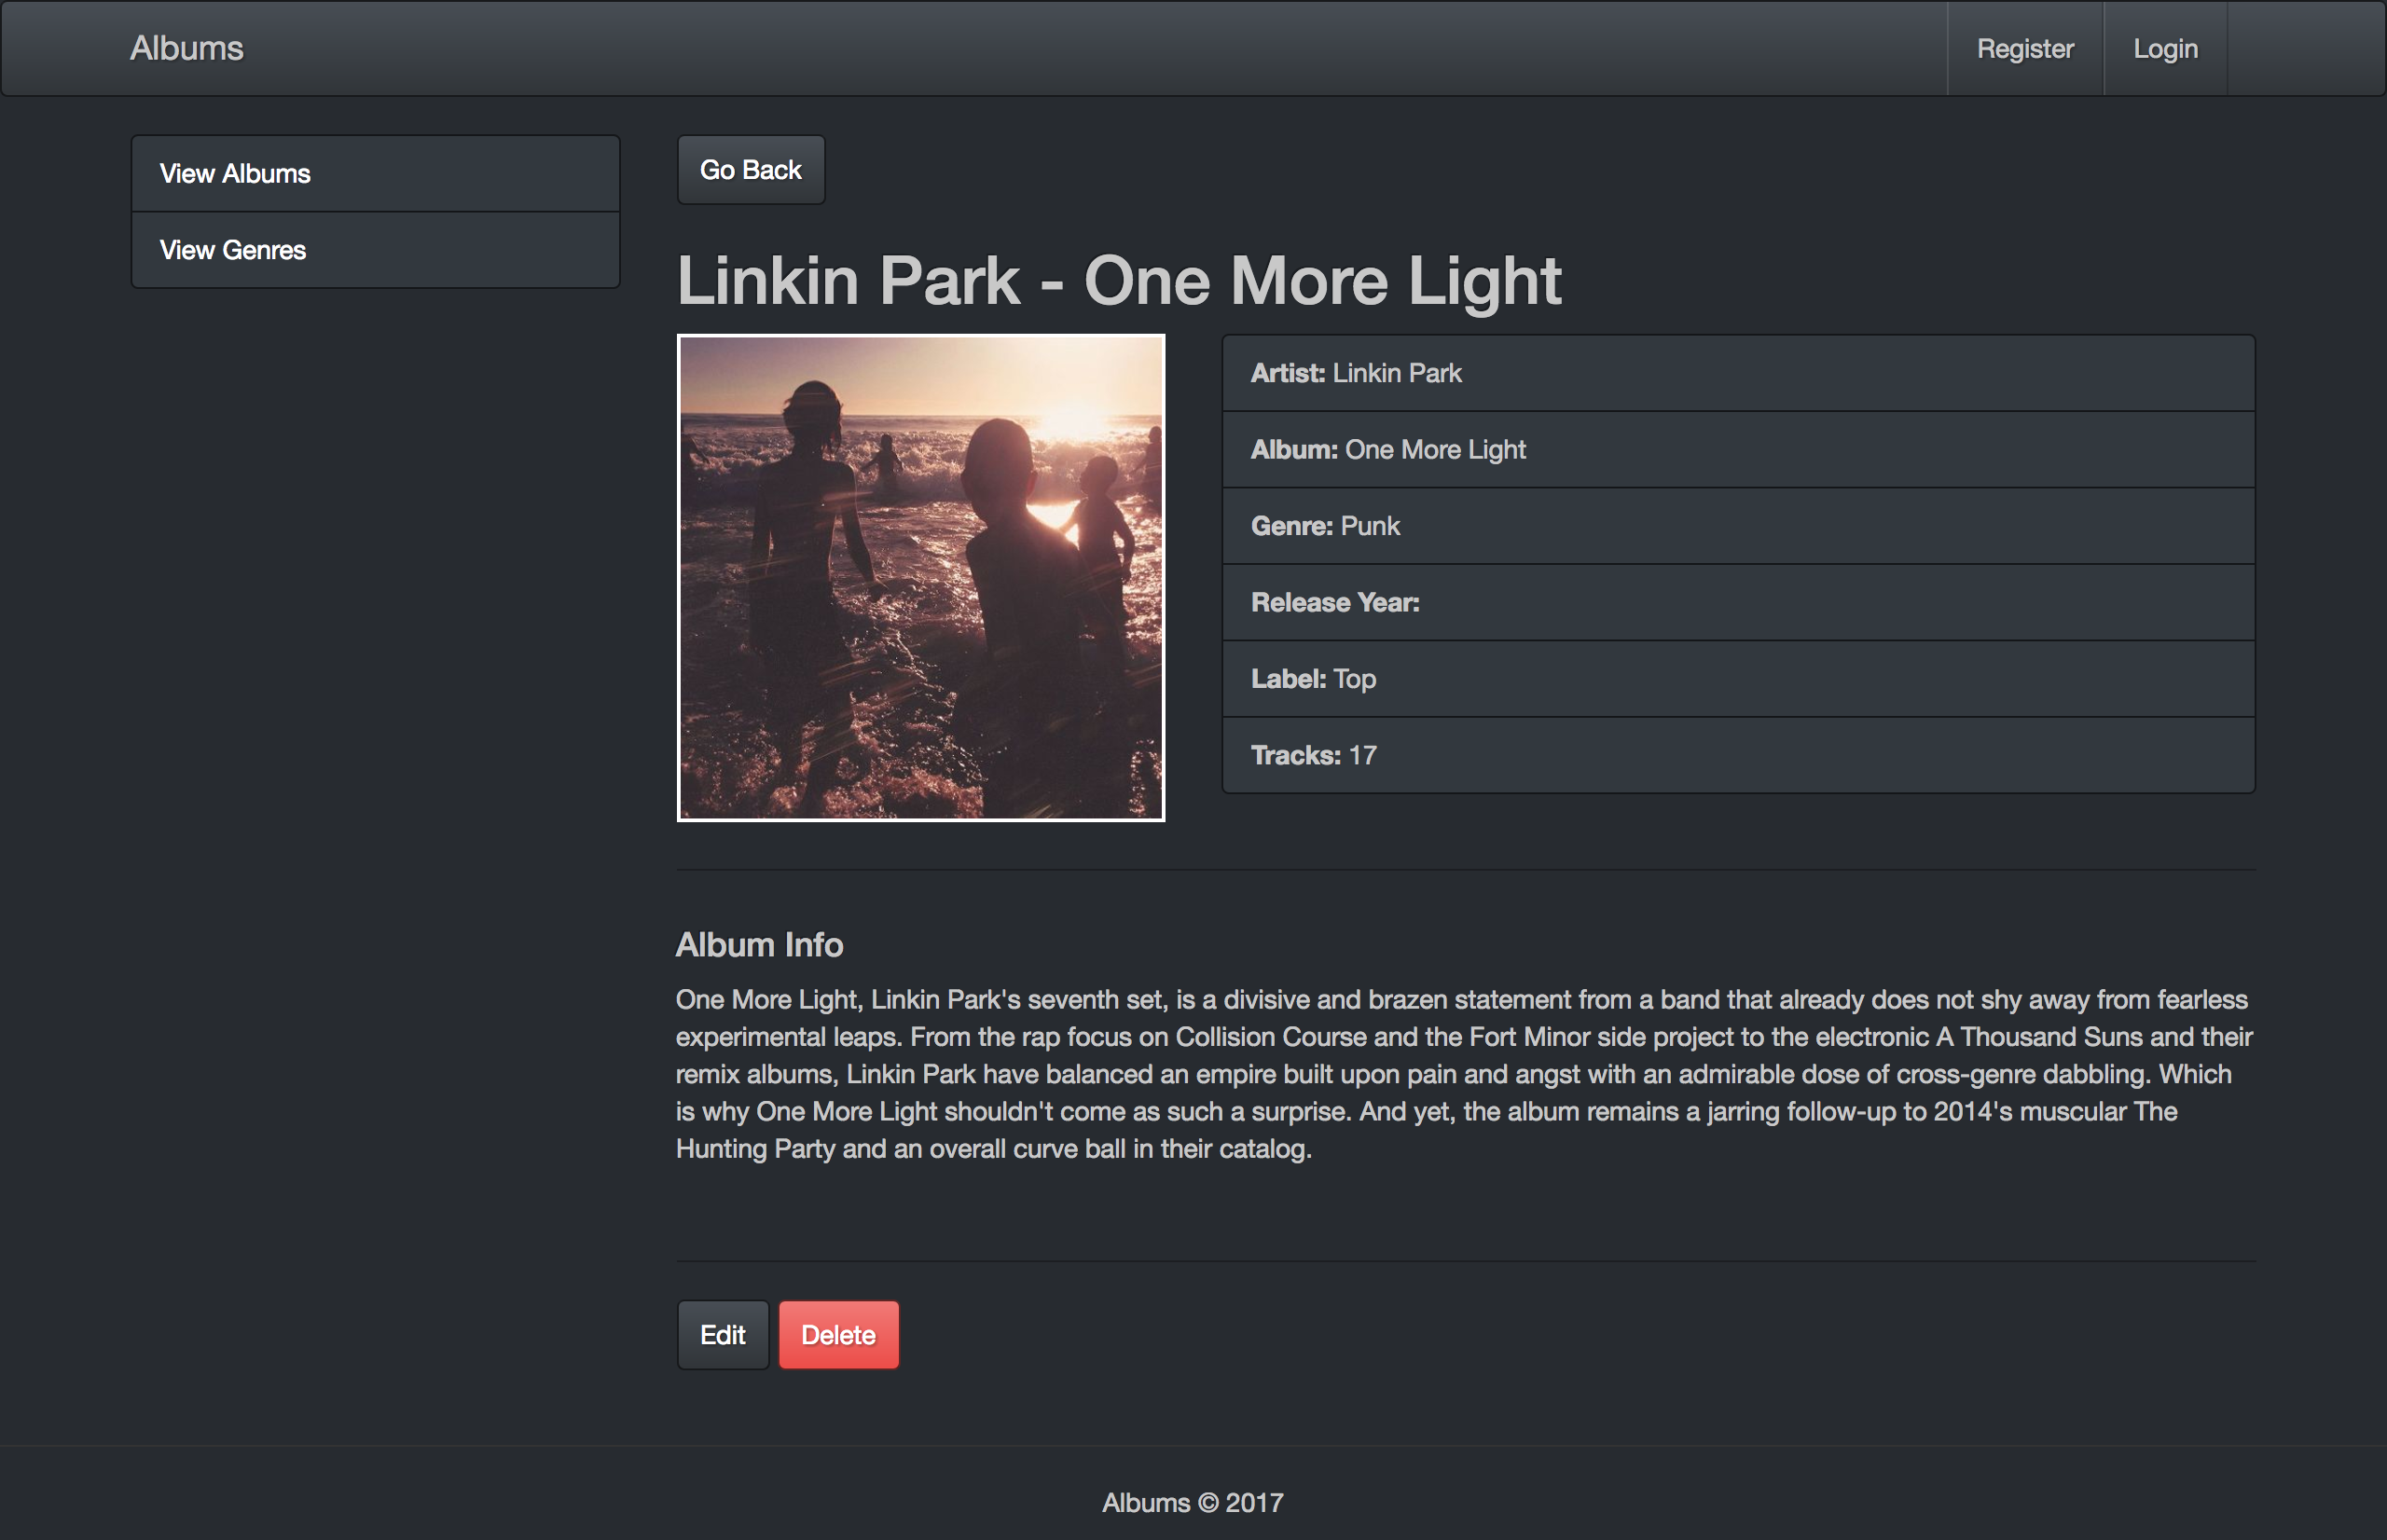 Albums
Register
Login
View Albums
View Genres
Go Back
Linkin Park - One More Light
Artist: Linkin Park
Album: One More Light
Genre: Punk
Release Year:
Label: Top
Tracks: 17
Album Info
One More Light, Linkin Park's seventh set, is a divisive and brazen statement from a band that already does not shy away from fearless
experimental leaps. From the rap focus on Collision Course and the Fort Minor side project to the electronic A Thousand Suns and their
remix albums, Linkin Park have balanced an empire built upon pain and angst with an admirable dose of cross-genre dabbling. Which
is why One More Light shouldn't come as such a surprise. And yet, the album remains a jarring follow-up to 2014's muscular The
Hunting Party and an overall curve ball in their catalog.
Edit
Delete
Albums © 2017